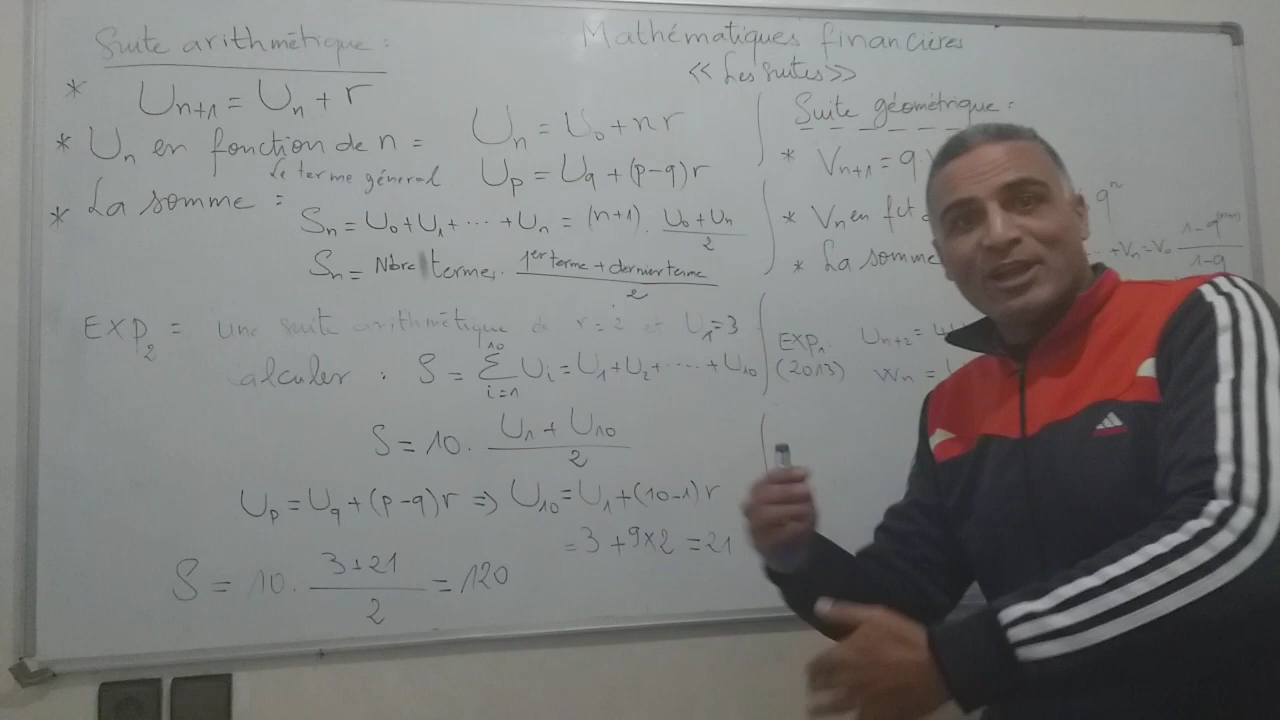 Suite arithmétique :
* Un+1 = Un + r
* Un en fonction de n = Un = U0 + nr
Le terme général Up = Uq + (p-q)r
* La somme :
Sn = U0 + U1 + ... + Un = (n+1) . (U0 + Un)/2
Sn = Nbre termes . (1er terme + dernier terme)/2
EXP2 = une suite arithmétique de r = 2 et U1 = 3
calculer : S = Σ i=1 10 Ui = U1 + U2 + ... + U10
S = 10 . (U1 + U10)/2
Up = Uq + (p-q)r => U10 = U1 + (10-1)r
= 3 + 9x2 = 21
S = 10 . (3+21)/2 = 120
Mathématiques financières
<< Les suites >>
Suite géométrique :
* Vn+1 = q
* Vn en fct qn
* La somme + Vn = V0 (1-q(n+1))/(1-q)
EXP1 Un+2 =
(2013) Wn =